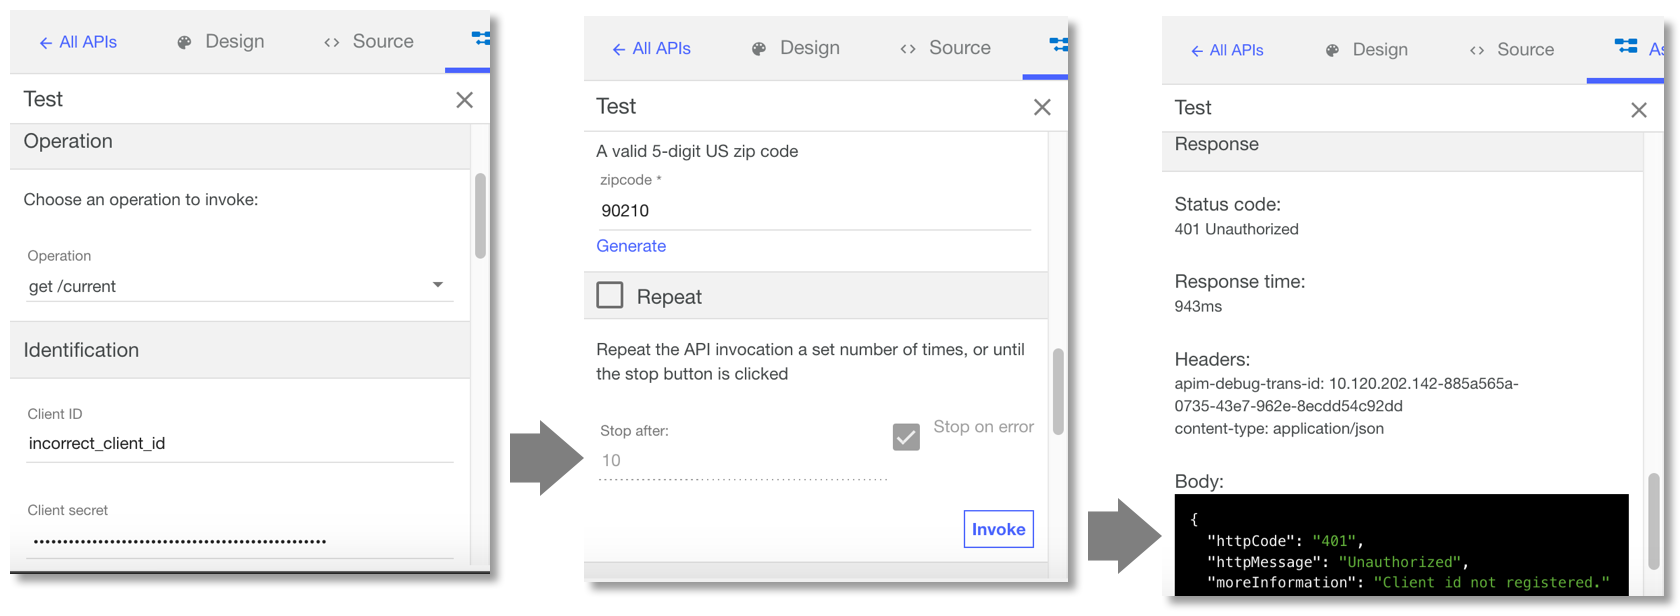 ← All APIs
Design
<> Source
Test
Operation
Choose an operation to invoke:
Operation
get /current
Identification
Client ID
incorrect_client_id
Client secret
••••••••••••••••••••••••••••••••••••••••••••••••
← All APIs
Design
<> Source
Test
A valid 5-digit US zip code
zipcode *
90210
Generate
Repeat
Repeat the API invocation a set number of times, or until
the stop button is clicked
Stop after:
Stop on error
10
Invoke
← All APIs
Design
<> Source
As
Test
Response
Status code:
401 Unauthorized
Response time:
943ms
Headers:
apim-debug-trans-id: 10.120.202.142-885a565a-
0735-43e7-962e-8ecdd54c92dd
content-type: application/json
Body:
{
"httpCode": "401",
"httpMessage": "Unauthorized",
"moreInformation": "Client id not registered."